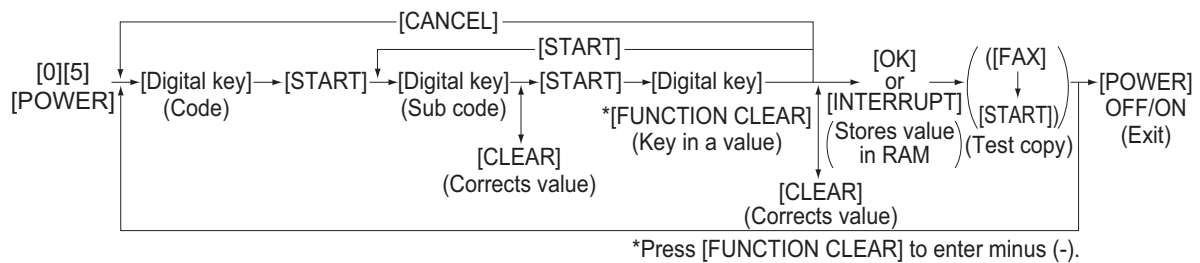 [CANCEL]
[START]
[0][5]
[POWER]
[Digital key]
(Code)
[START]
[Digital key]
(Sub code)
[CLEAR]
(Corrects value)
[START]
[Digital key]
*[FUNCTION CLEAR]
(Key in a value)
[CLEAR]
(Corrects value)
[OK]
or
[INTERRUPT]
(Stores value
in RAM)
([FAX]
[START])
(Test copy)
[POWER]
OFF/ON
(Exit)
*Press [FUNCTION CLEAR] to enter minus (-).